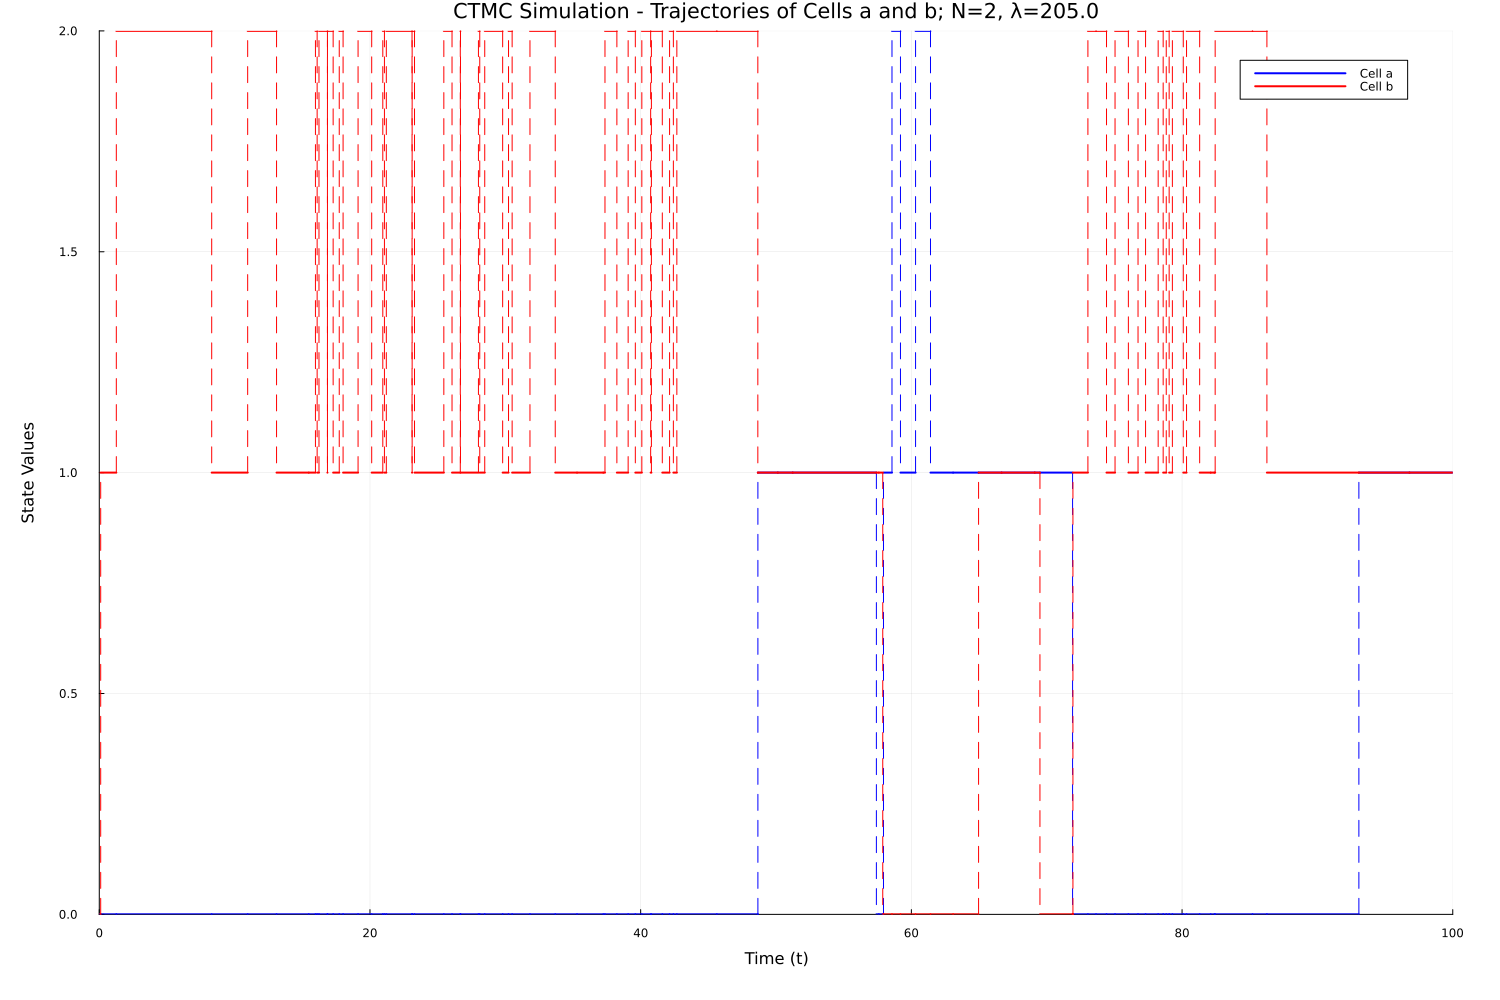 CTMC Simulation - Trajectories of Cells a and b; N=2, λ=205.0
2.0
Cell a
Cell b
1.5
1.0
State Values
0.5
0.0
0 20 40 60 80 100
Time (t)